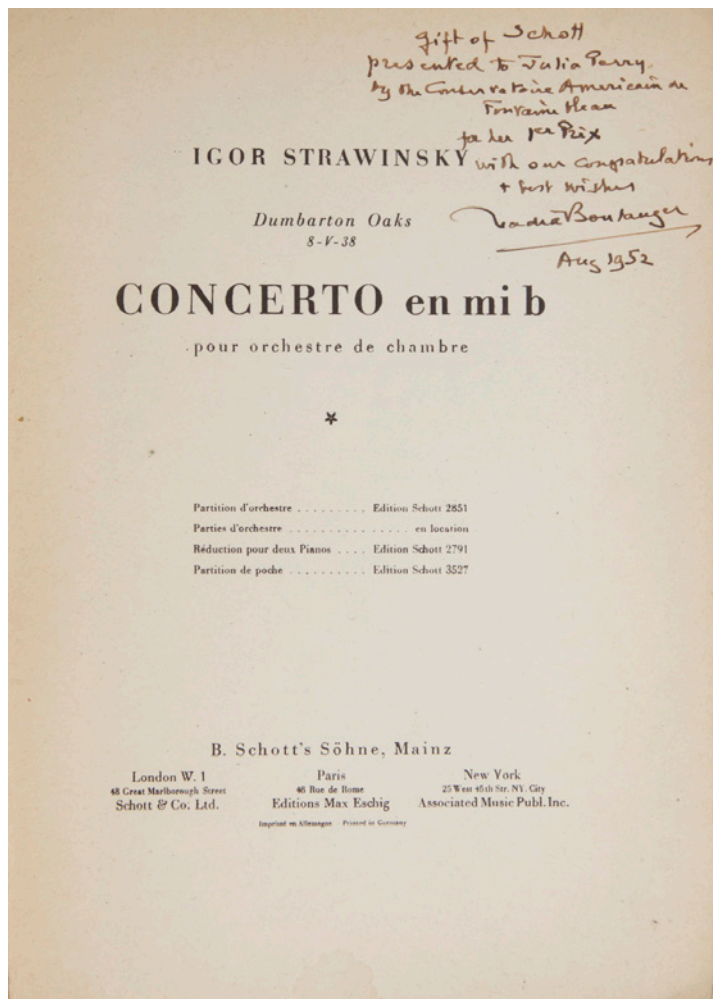 Gift of Schott
presented to Julia Perry
by the Conservatoire Americain de
Fontainebleau
for her 1er Prix
with our congratulations
+ best wishes
Nadia Boulanger
Aug 1952
IGOR STRAWINSKY
Dumbarton Oaks
8-V-38
CONCERTO en mi b
pour orchestre de chambre
*
Partition d'orchestre . . . . . . . . . Edition Schott 2851
Parties d'orchestre . . . . . . . . . . . . . . . en location
Réduction pour deux Pianos . . . . Edition Schott 2791
Partition de poche . . . . . . . . . . Edition Schott 3527
B. Schott's Söhne, Mainz
London W. 1
48 Great Marlborough Street
Schott & Co. Ltd.
Paris
48 Rue de Rome
Editions Max Eschig
New York
25 West 45th Str. NY. City
Associated Music Publ. Inc.
Imprimé en Allemagne Printed in Germany